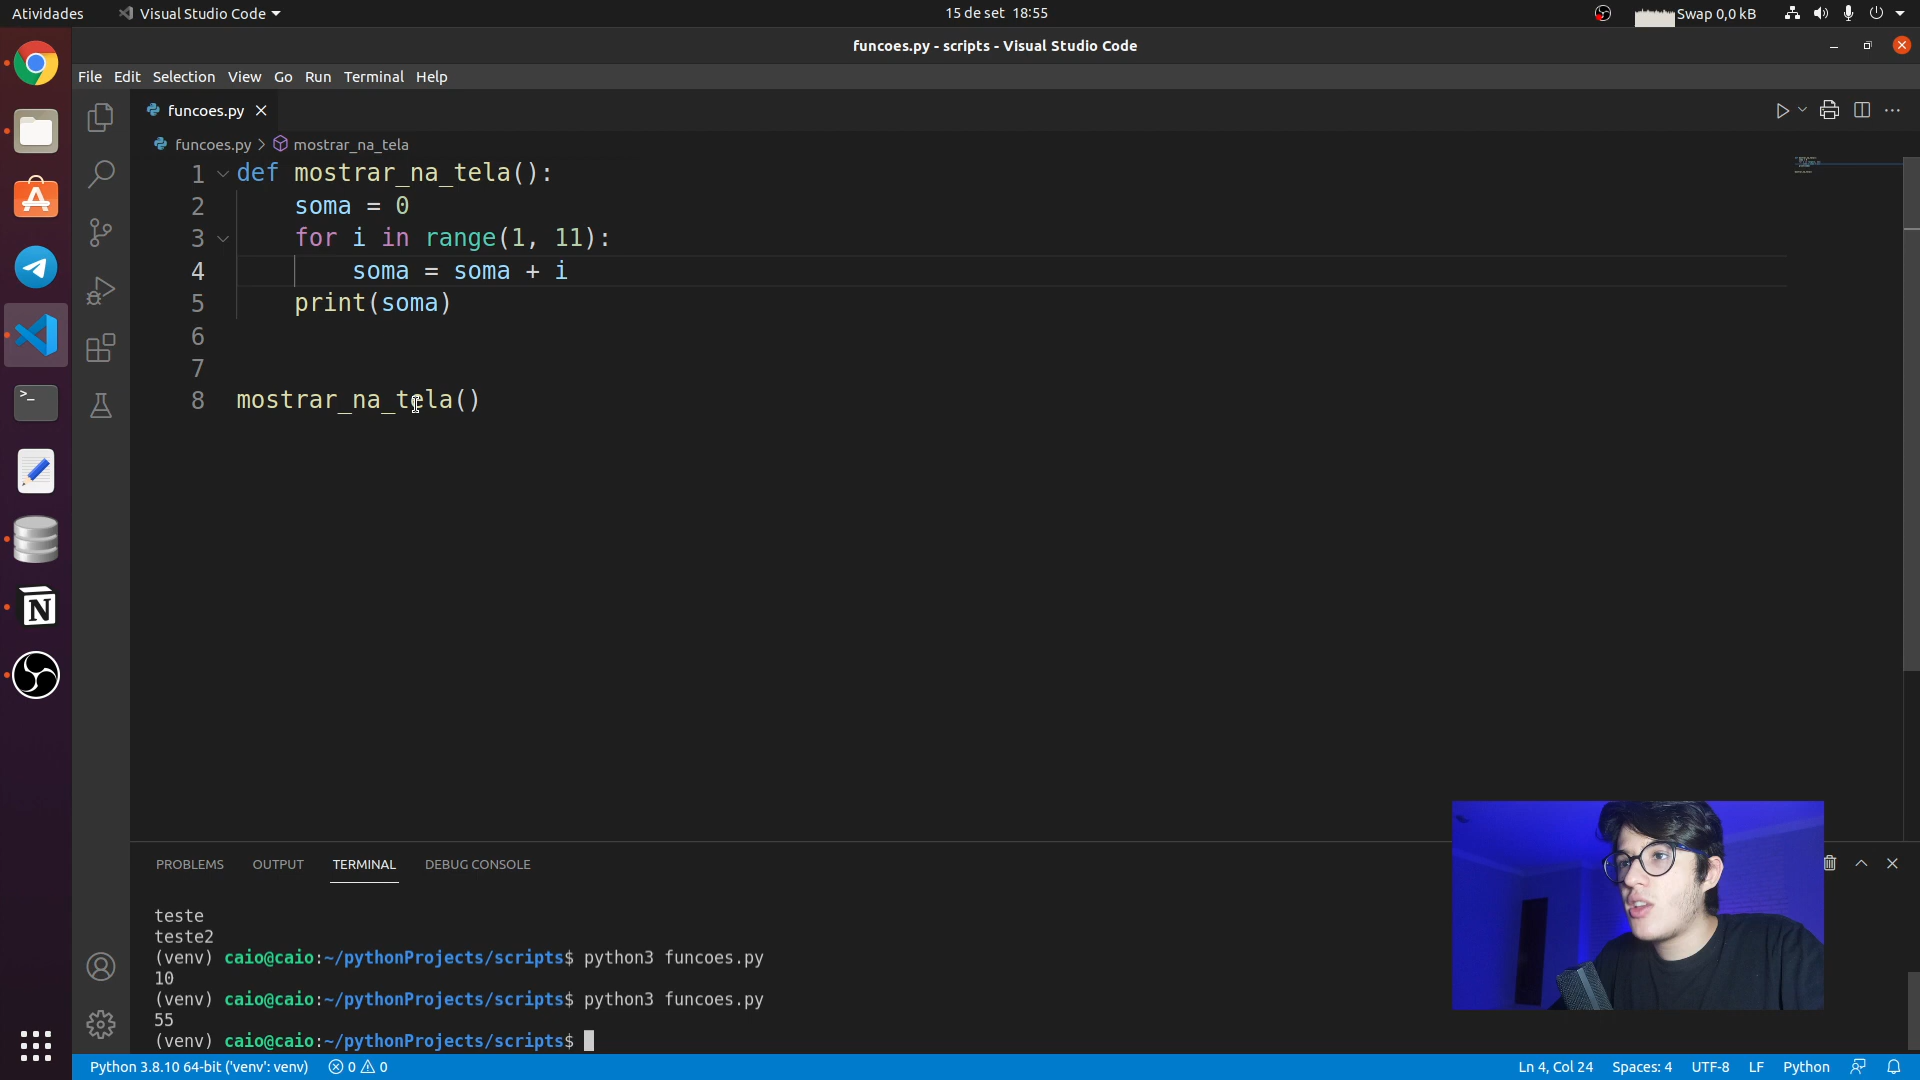 Atividades
Visual Studio Code
15 de set 18:55
Swap 0,0 kB
funcoes.py - scripts - Visual Studio Code
File Edit Selection View Go Run Terminal Help
funcoes.py
funcoes.py > mostrar_na_tela
1 def mostrar_na_tela():
2 soma = 0
3 for i in range(1, 11):
4 soma = soma + i
5 print(soma)
6
7
8 mostrar_na_tela()
PROBLEMS OUTPUT TERMINAL DEBUG CONSOLE
teste
teste2
(venv) caio@caio:~/pythonProjects/scripts$ python3 funcoes.py
10
(venv) caio@caio:~/pythonProjects/scripts$ python3 funcoes.py
55
(venv) caio@caio:~/pythonProjects/scripts$
Python 3.8.10 64-bit ('venv': venv) 0 0 Ln 4, Col 24 Spaces: 4 UTF-8 LF Python